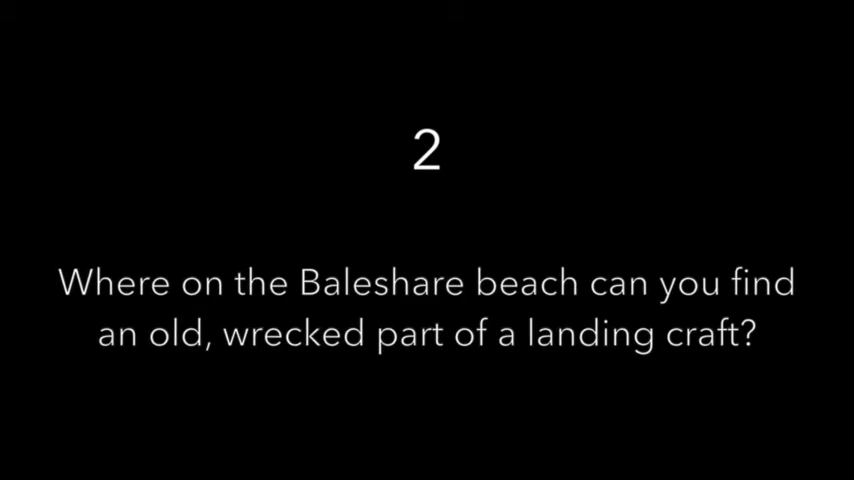 2
Where on the Baleshare beach can you find
an old, wrecked part of a landing craft?